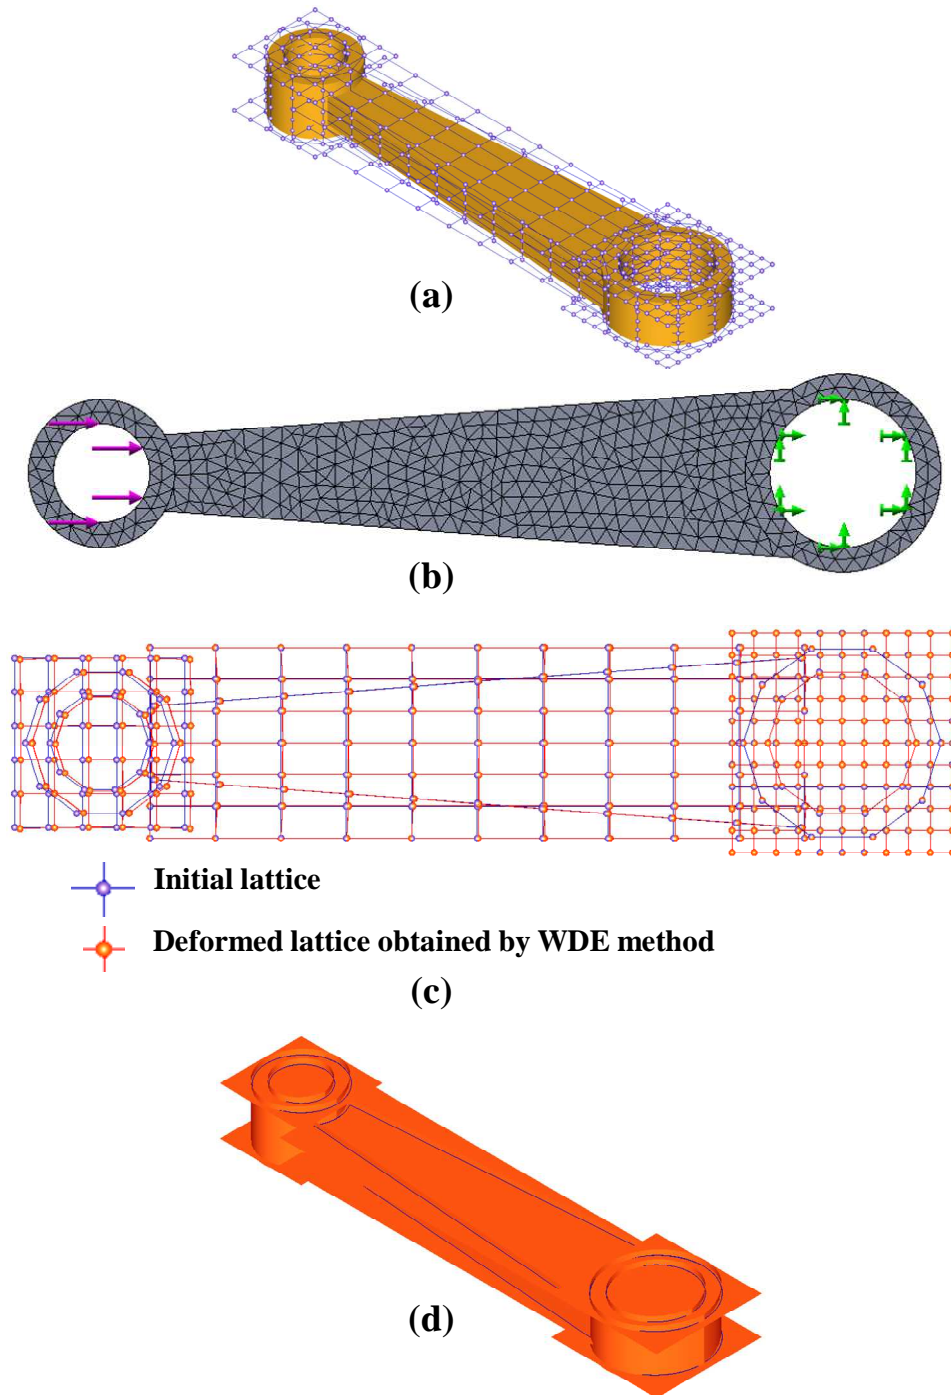 (a)
(b)
Initial lattice
Deformed lattice obtained by WDE method
(c)
(d)